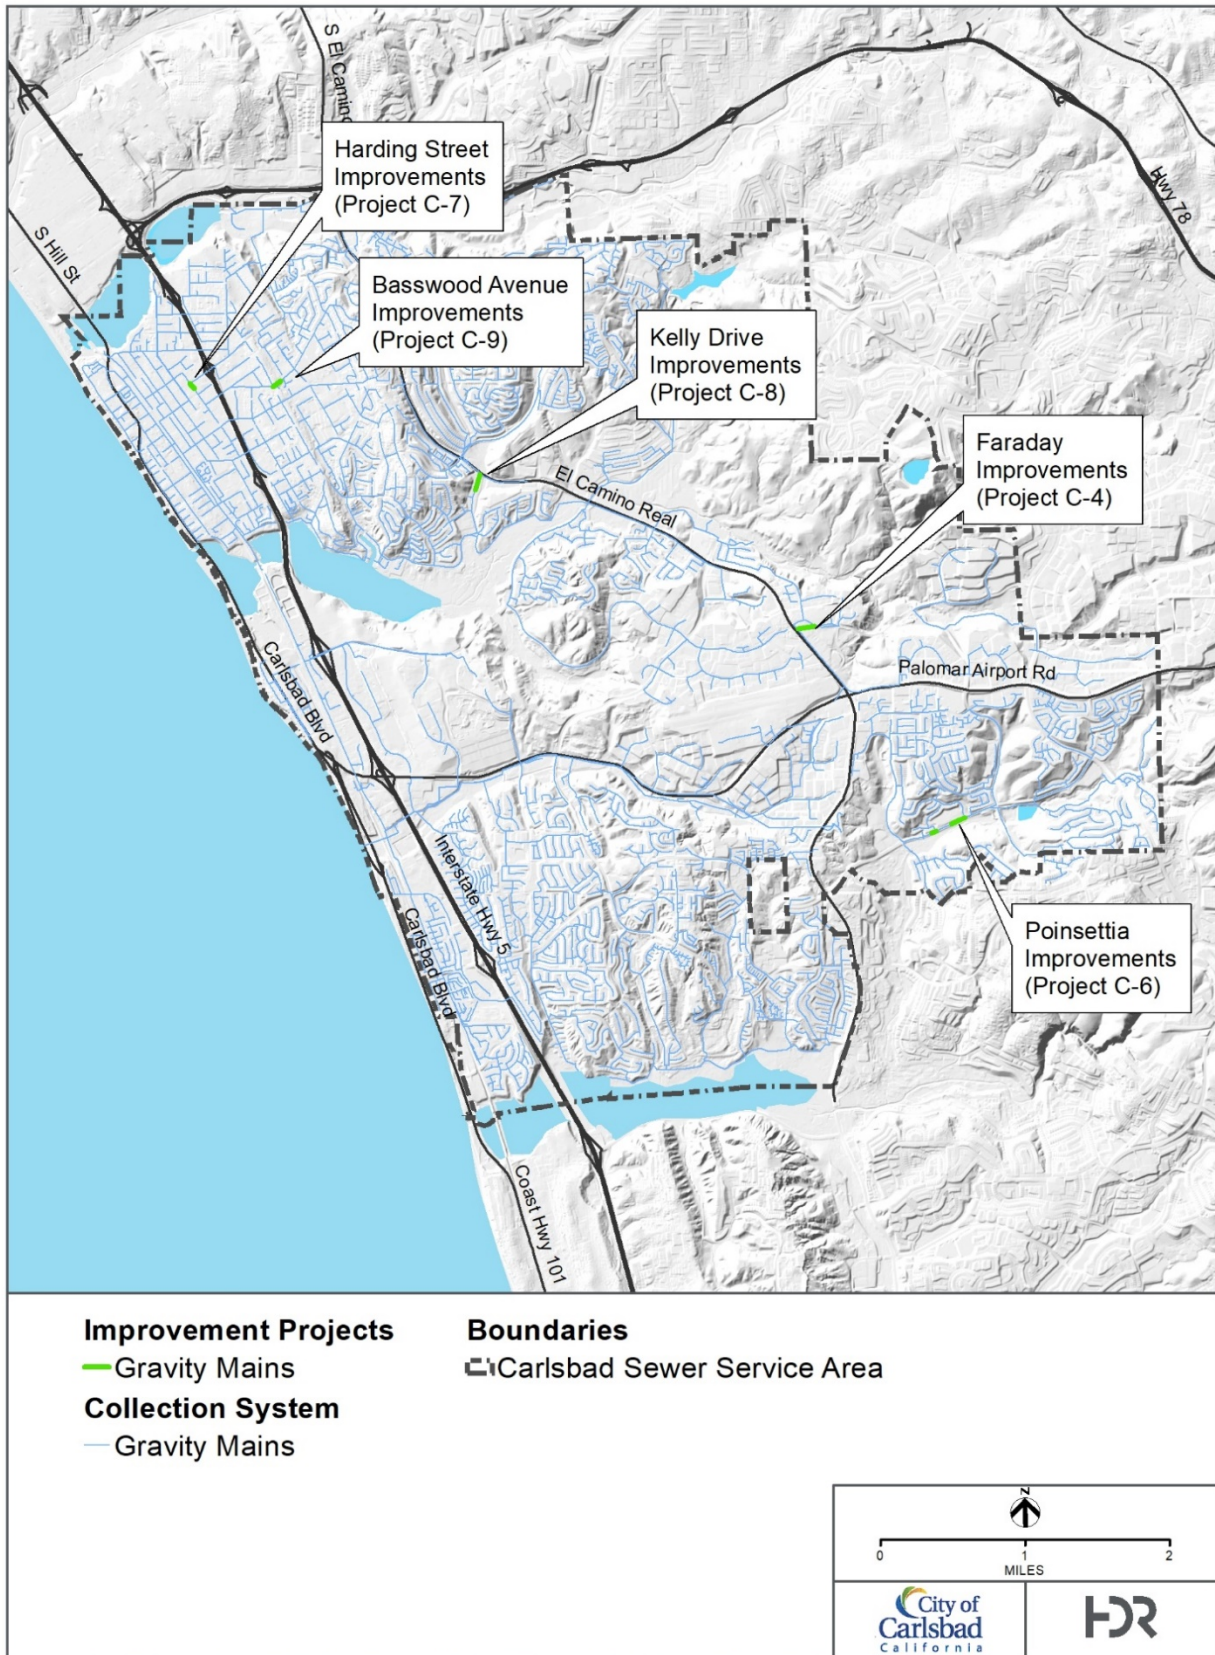 S El Camino
Harding Street
Improvements
(Project C-7)
Hwy 78
S Hill St
Basswood Avenue
Improvements
(Project C-9)
Kelly Drive
Improvements
(Project C-8)
Faraday
Improvements
(Project C-4)
El Camino Real
Palomar Airport Rd
Carlsbad Blvd
Interstate Hwy 5
Carlsbad Blvd
Poinsettia
Improvements
(Project C-6)
Coast Hwy 101
Improvement Projects
Gravity Mains
Collection System
Gravity Mains
Boundaries
Carlsbad Sewer Service Area
N
0 1 2
MILES
City of
Carlsbad
California
HDR